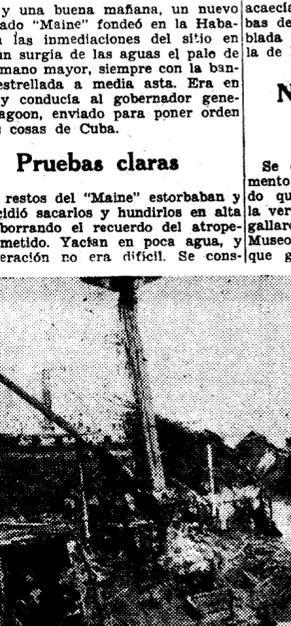 y una buena mañana, un nuevo
ado "Maine" fondeó en la Haba-
a las inmediaciones del sitio en
n surgía de las aguas el palo de
mano mayor, siempre con la ban-
estrellada a media asta. Era en
y conducía al gobernador gene-
agoon, enviado para poner orden
s cosas de Cuba.
Pruebas claras
restos del "Maine" estorbaban y
cidió sacarlos y hundirlos en alta
borrando el recuerdo del atrope-
metido. Yacían en poca agua, y
eración no era difícil. Se cons-
acaecía
bas de
blada
la de
N
Se
mento
do qu
la ver
gallard
Museo
que g